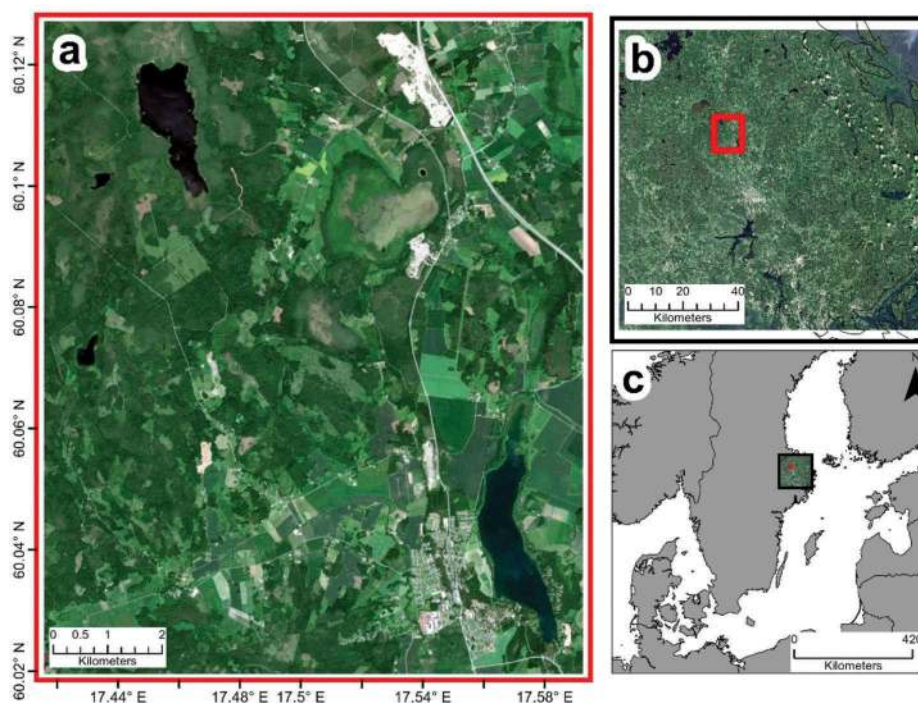 a
60.12°
60.1°
60.08°
60.06°
60.04°
60.02°
0 0.5 1 2
Kilometers
17.44° E
17.48° E
17.5° E
17.54° E
17.58° E
b
0 10 20 40
Kilometers
c
0 420
Kilometers